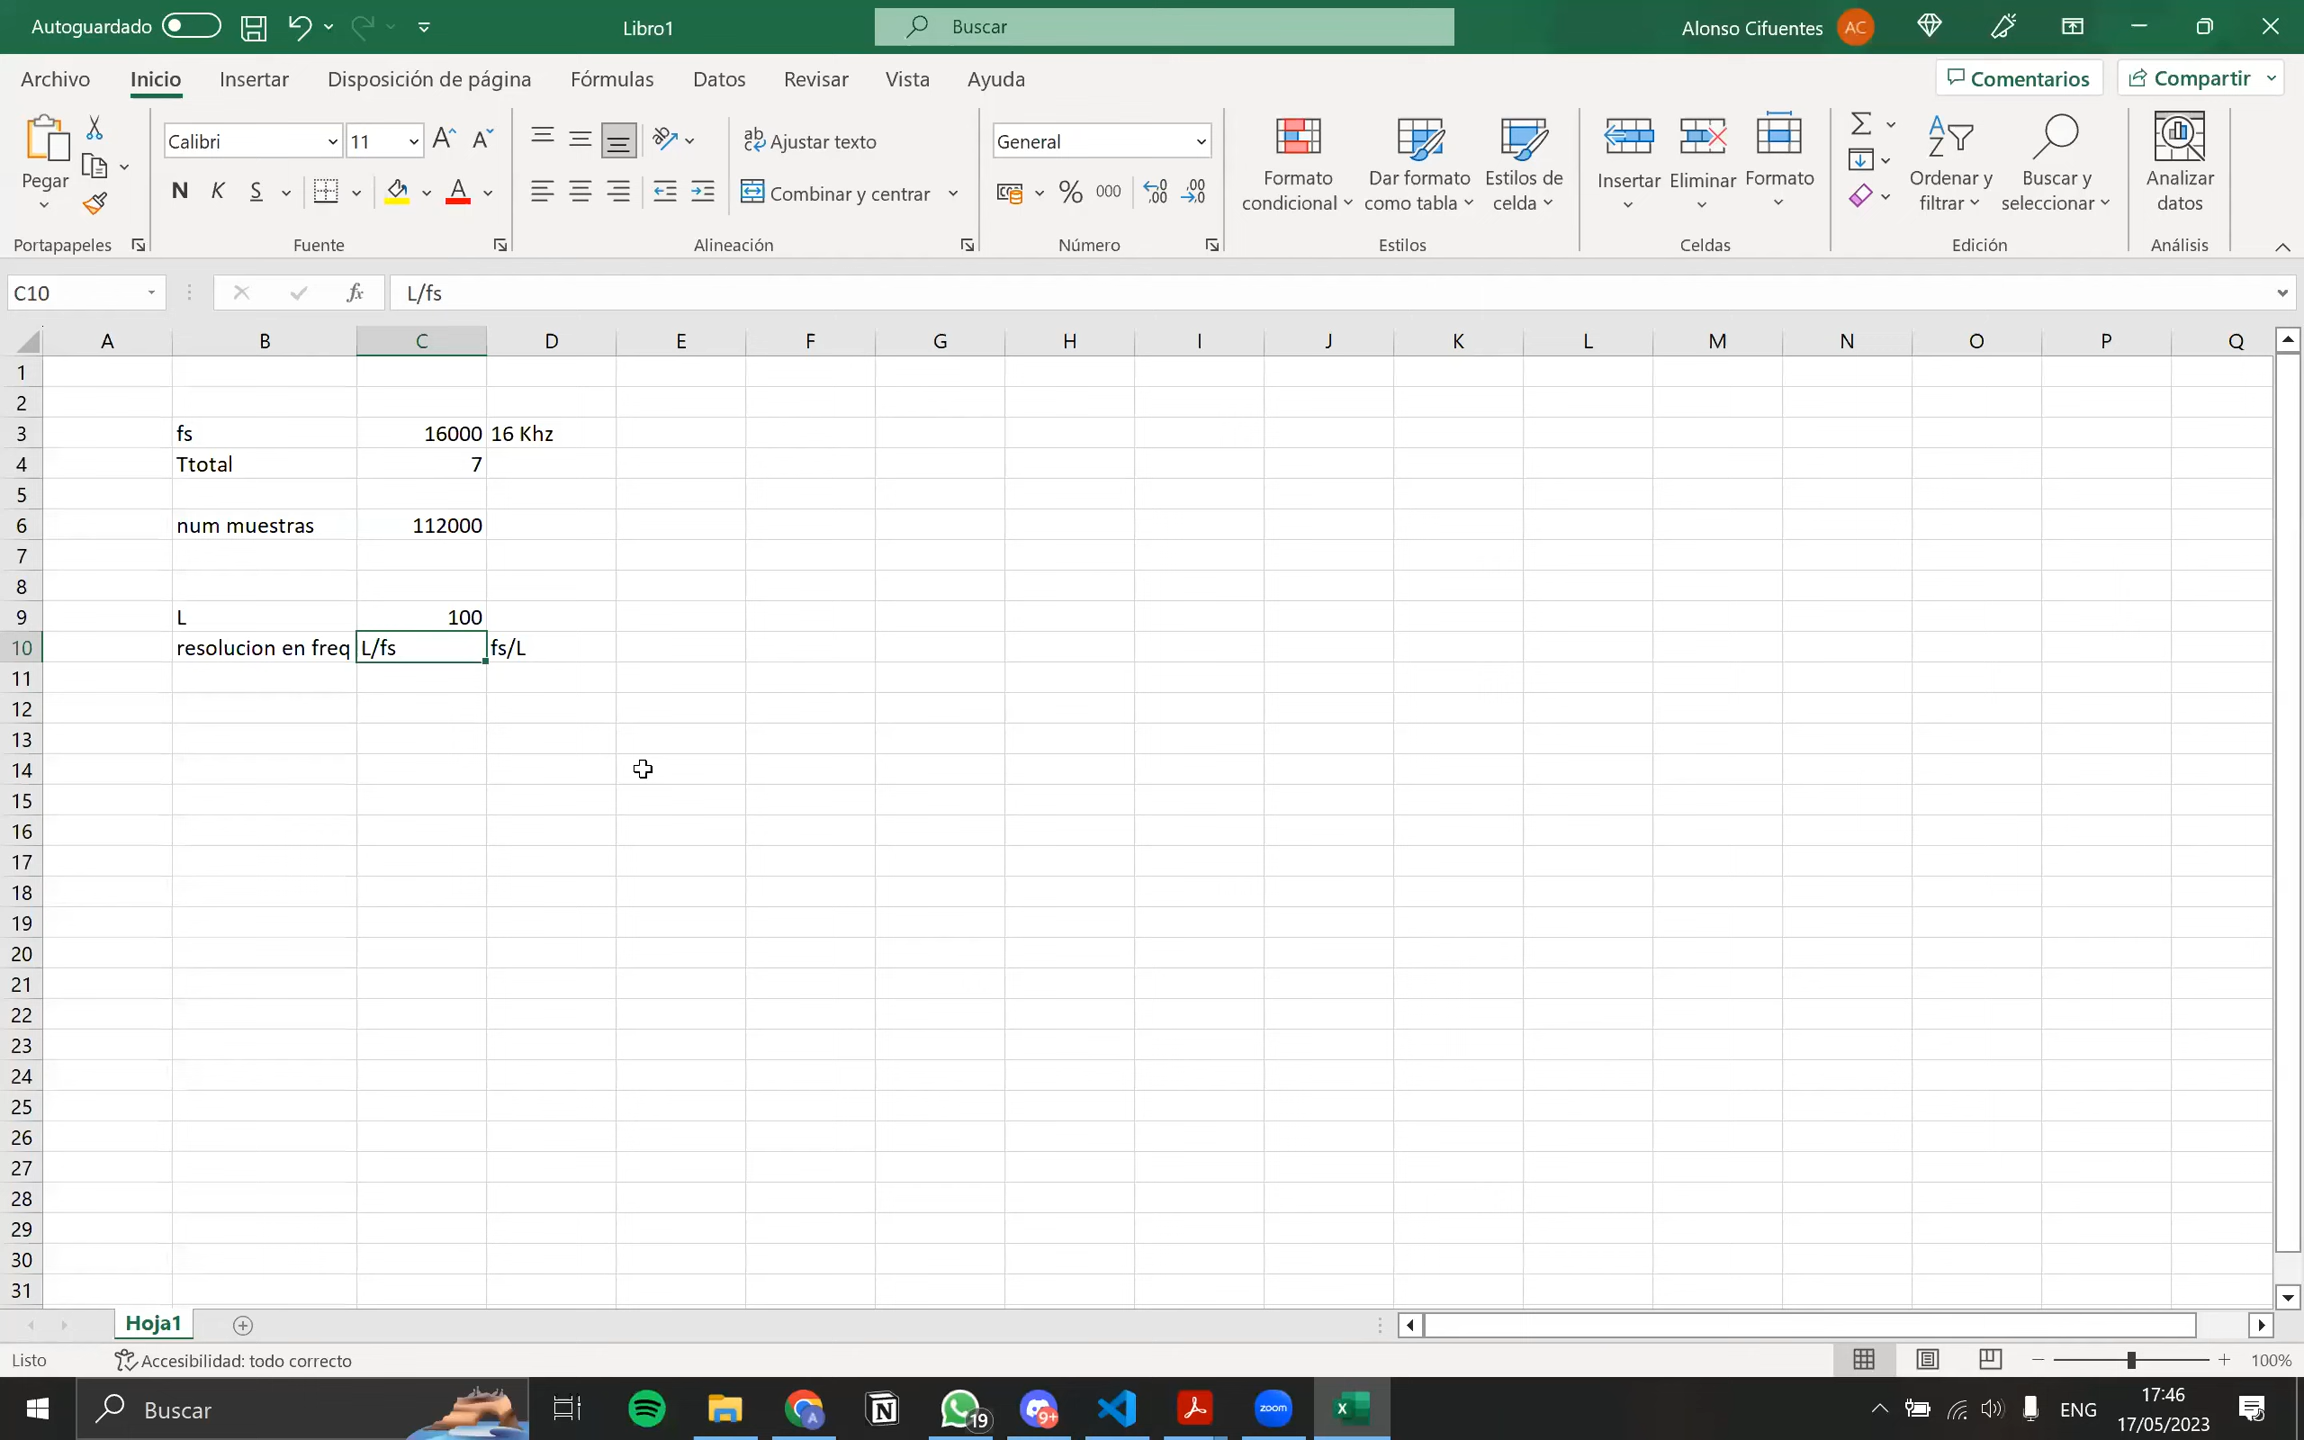 Autoguardado Libro1 Buscar Alonso Cifuentes AC
Archivo Inicio Insertar Disposición de página Fórmulas Datos Revisar Vista Ayuda Comentarios Compartir
Pegar
Portapapeles
Calibri 11
N K S
Fuente
Ajustar texto
Combinar y centrar
Alineación
General
% 000
Número
Formato condicional
Dar formato como tabla
Estilos de celda
Estilos
Insertar Eliminar Formato
Celdas
Ordenar y filtrar
Buscar y seleccionar
Edición
Analizar datos
Análisis
C10 fx L/fs
A B C D E F G H I J K L M N O P Q
1
2
3 fs 16000 16 Khz
4 Ttotal 7
5
6 num muestras 112000
7
8
9 L 100
10 resolucion en freq L/fs fs/L
11
12
13
14
15
16
17
18
19
20
21
22
23
24
25
26
27
28
29
30
31
Hoja1
Listo Accesibilidad: todo correcto 100%
Buscar 19 9+ zoom ENG 17:46
17/05/2023